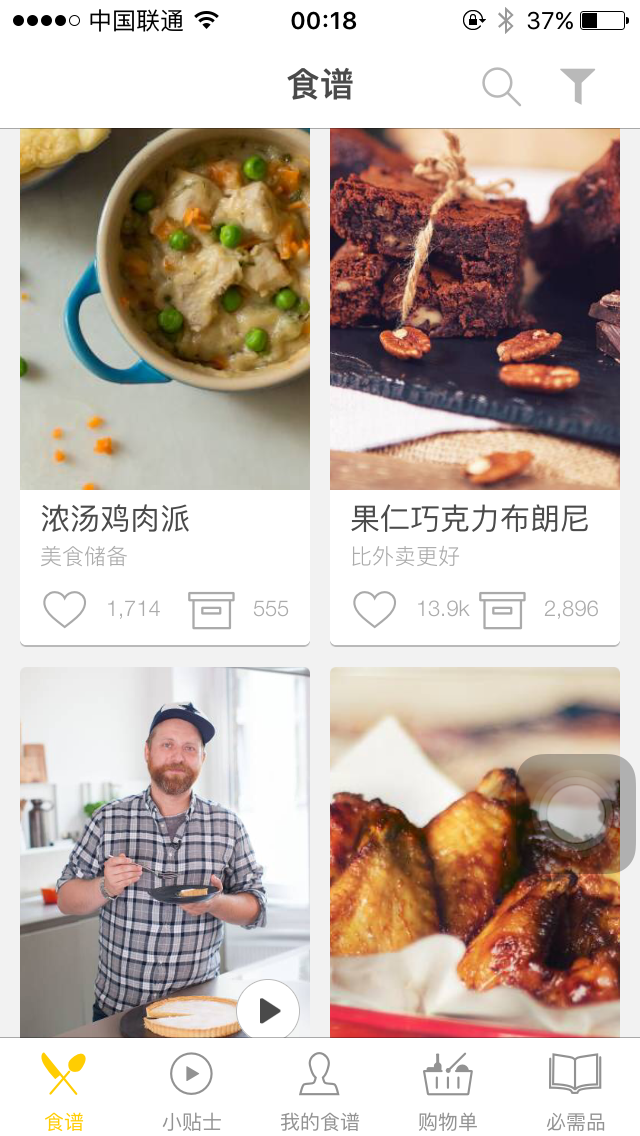 中国联通 00:18 37%
食谱
浓汤鸡肉派
美食储备
1,714 555
果仁巧克力布朗尼
比外卖更好
13.9k 2,896
食谱 小贴士 我的食谱 购物单 必需品